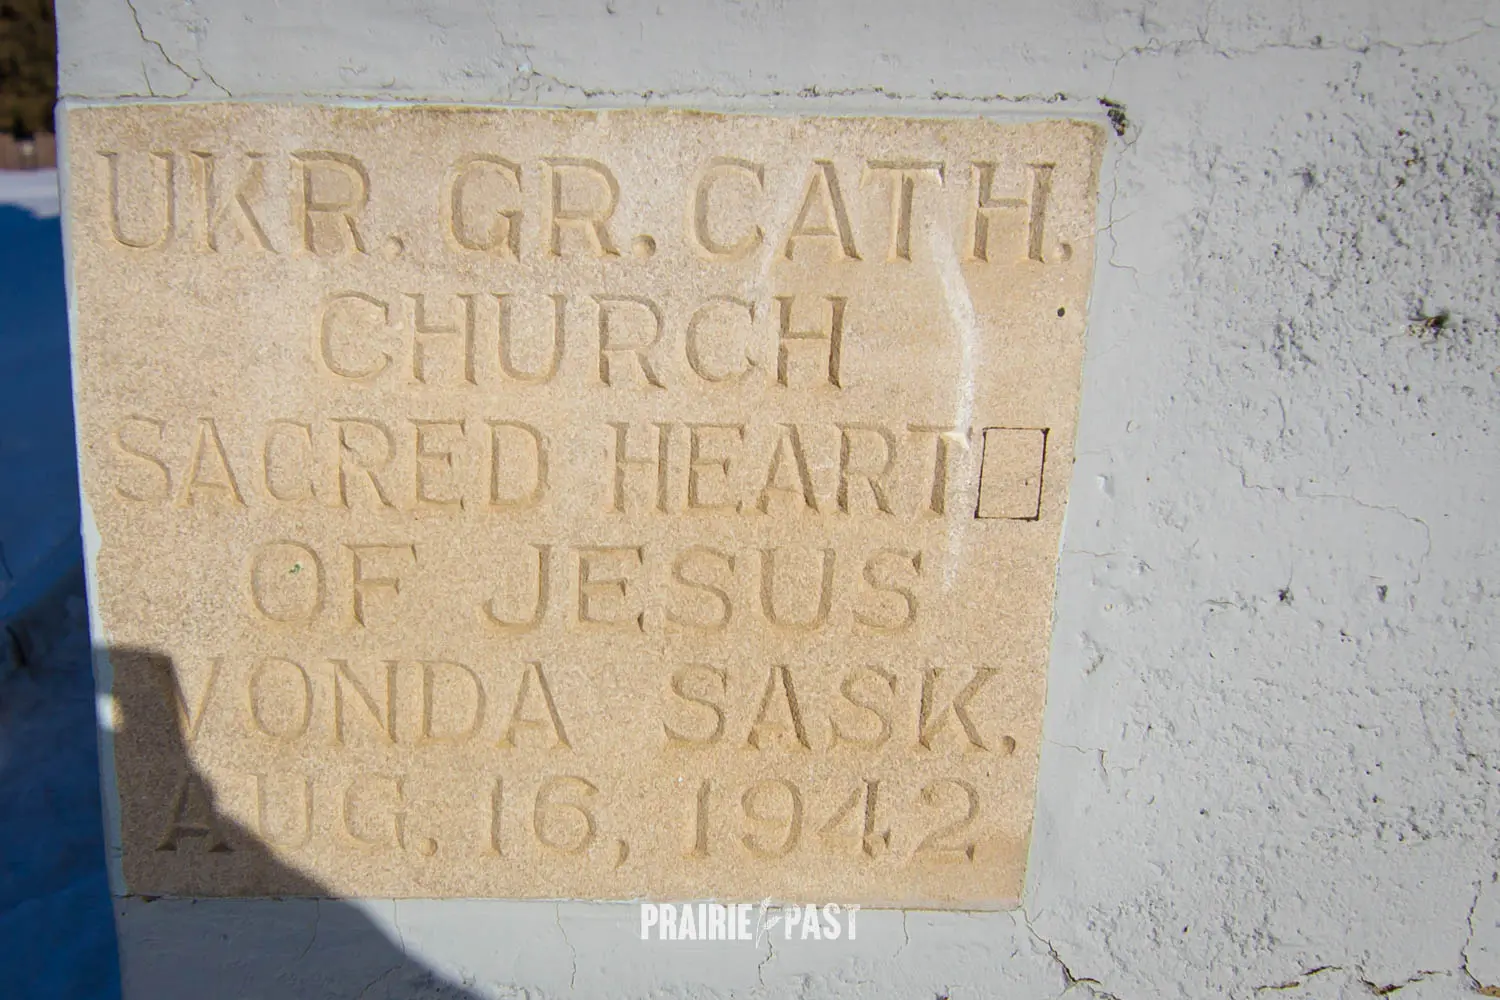 UKR. GR. CATH.
CHURCH
SACRED HEART
OF JESUS
VONDA SASK.
AUG. 16, 1942
PRAIRIE PAST